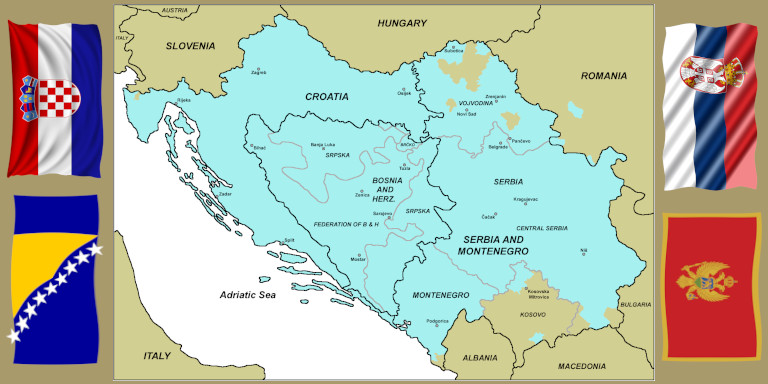 AUSTRIA
HUNGARY
ITALY
SLOVENIA
Subotica
ROMANIA
Zagreb
CROATIA
Osijek
Rijeka
VOJVODINA
Zrenjanin
Novi Sad
Pančevo
Belgrade
Bihać
Banja Luka
SRPSKA
BRČKO
Tuzla
BOSNIA
AND
HERZ.
SERBIA
Zadar
Zenica
Kragujevac
Sarajevo
SRPSKA
Čačak
FEDERATION OF B & H
CENTRAL SERBIA
Split
SERBIA AND
MONTENEGRO
Niš
Mostar
Adriatic Sea
MONTENEGRO
Kosovska
Mitrovica
BULGARIA
KOSOVO
Podgorica
ITALY
ALBANIA
MACEDONIA